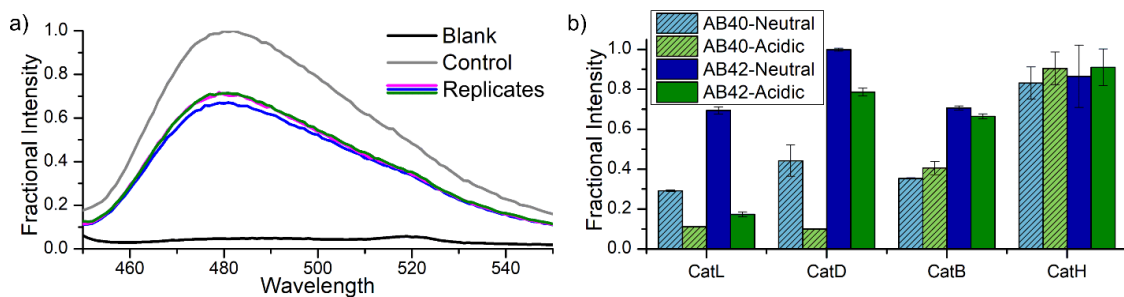 a)
Fractional Intensity
1.0
0.8
0.6
0.4
0.2
0.0
460
480
500
520
540
Wavelength
Blank
Control
Replicates
b)
Fractional Intensity
1.0
0.8
0.6
0.4
0.2
0.0
AB40-Neutral
AB40-Acidic
AB42-Neutral
AB42-Acidic
CatL
CatD
CatB
CatH